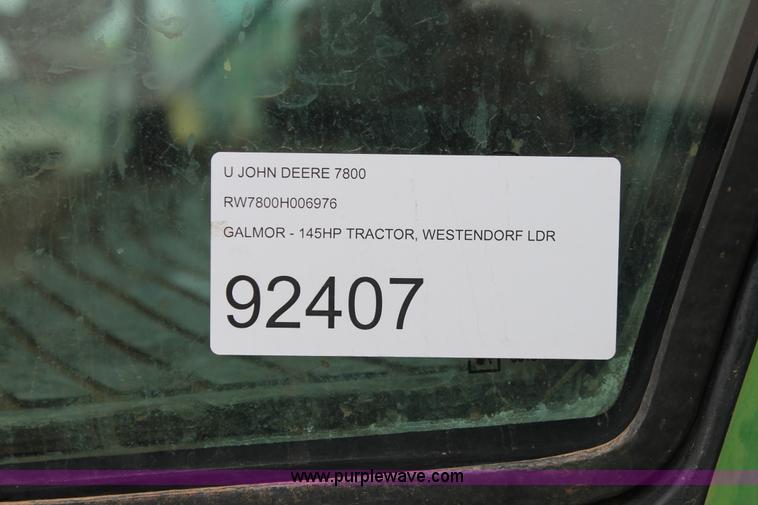 U JOHN DEERE 7800
RW7800H006976
GALMOR - 145HP TRACTOR, WESTENDORF LDR
92407
www.purplewave.com